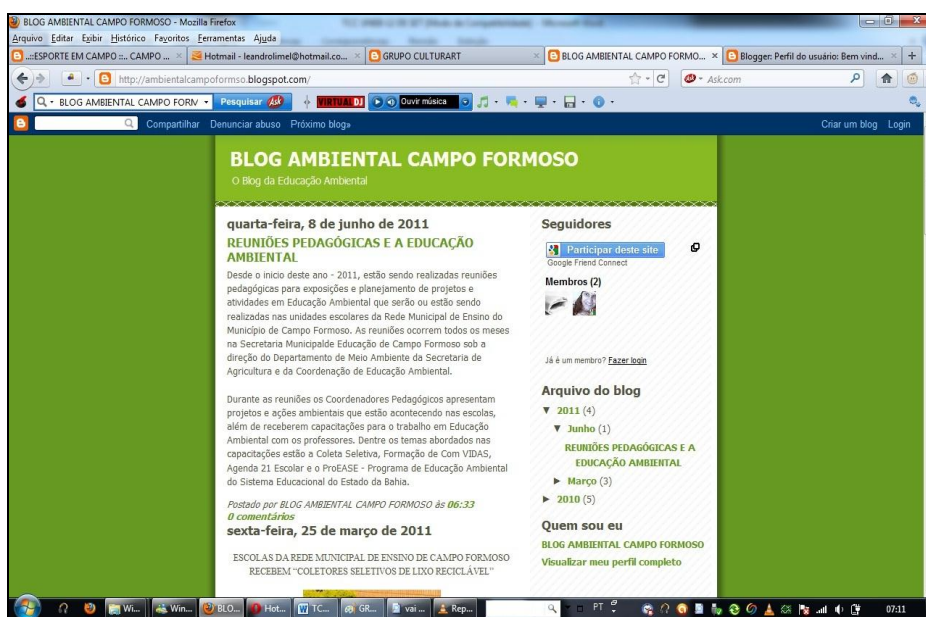 BLOG AMBIENTAL CAMPO FORMOSO - Mozilla Firefox
Arquivo Editar Exibir Histórico Favoritos Ferramentas Ajuda
..::ESPORTE EM CAMPO ::.. CAMPO ...
Hotmail - leandrolimel@hotmail.co...
GRUPO CULTURART
BLOG AMBIENTAL CAMPO FORMO...
Blogger: Perfil do usuário: Bem vind...
http://ambientalcampoformso.blogspot.com/
Ask.com
BLOG AMBIENTAL CAMPO FORM
Pesquisar Ask
VIRTUAL DJ
Ouvir música
Compartilhar Denunciar abuso Próximo blog»
Criar um blog Login
BLOG AMBIENTAL CAMPO FORMOSO
O Blog da Educação Ambiental
quarta-feira, 8 de junho de 2011
REUNIÕES PEDAGÓGICAS E A EDUCAÇÃO
AMBIENTAL
Desde o inicio deste ano - 2011, estão sendo realizadas reuniões
pedagógicas para exposições e planejamento de projetos e
atividades em Educação Ambiental que serão ou estão sendo
realizadas nas unidades escolares da Rede Municipal de Ensino do
Município de Campo Formoso. As reuniões ocorrem todos os meses
na Secretaria Municipalde Educação de Campo Formoso sob a
direção do Departamento de Meio Ambiente da Secretaria de
Agricultura e da Coordenação de Educação Ambiental.
Durante as reuniões os Coordenadores Pedagógicos apresentam
projetos e ações ambientais que estão acontecendo nas escolas,
além de receberem capacitações para o trabalho em Educação
Ambiental com os professores. Dentre os temas abordados nas
capacitações estão a Coleta Seletiva, Formação de Com VIDAS,
Agenda 21 Escolar e o ProEASE - Programa de Educação Ambiental
do Sistema Educacional do Estado da Bahia.
Postado por BLOG AMBIENTAL CAMPO FORMOSO às 06:33
0 comentários
sexta-feira, 25 de março de 2011
ESCOLAS DA REDE MUNICIPAL DE ENSINO DE CAMPO FORMOSO
RECEBEM “COLETORES SELETIVOS DE LIXO RECICLÁVEL”
Seguidores
Participar deste site
Google Friend Connect
Membros (2)
Já é um membro? Fazer login
Arquivo do blog
▼ 2011 (4)
▼ Junho (1)
REUNIÕES PEDAGÓGICAS E A
EDUCAÇÃO AMBIENTAL
► Março (3)
► 2010 (5)
Quem sou eu
BLOG AMBIENTAL CAMPO FORMOSO
Visualizar meu perfil completo
Wi... Win... BLO... Hot... TC... GR... vai ... Rep... PT 07:11